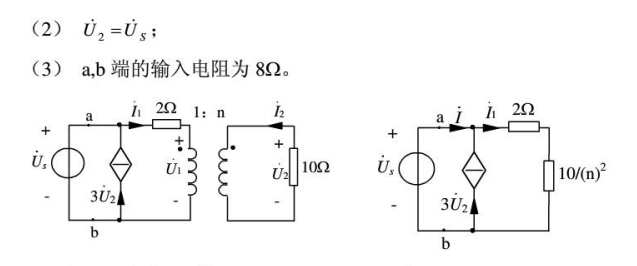 （2） U̇₂=U̇ₛ；
（3） a,b 端的输入电阻为 8Ω。
a İ₁ 2Ω 1：n İ₂
+ + • • +
U̇ₛ U̇₁ U̇₂ 10Ω
- 3U̇₂ - -
b
a İ İ₁ 2Ω
+
U̇ₛ 10/(n)²
- 3U̇₂
b